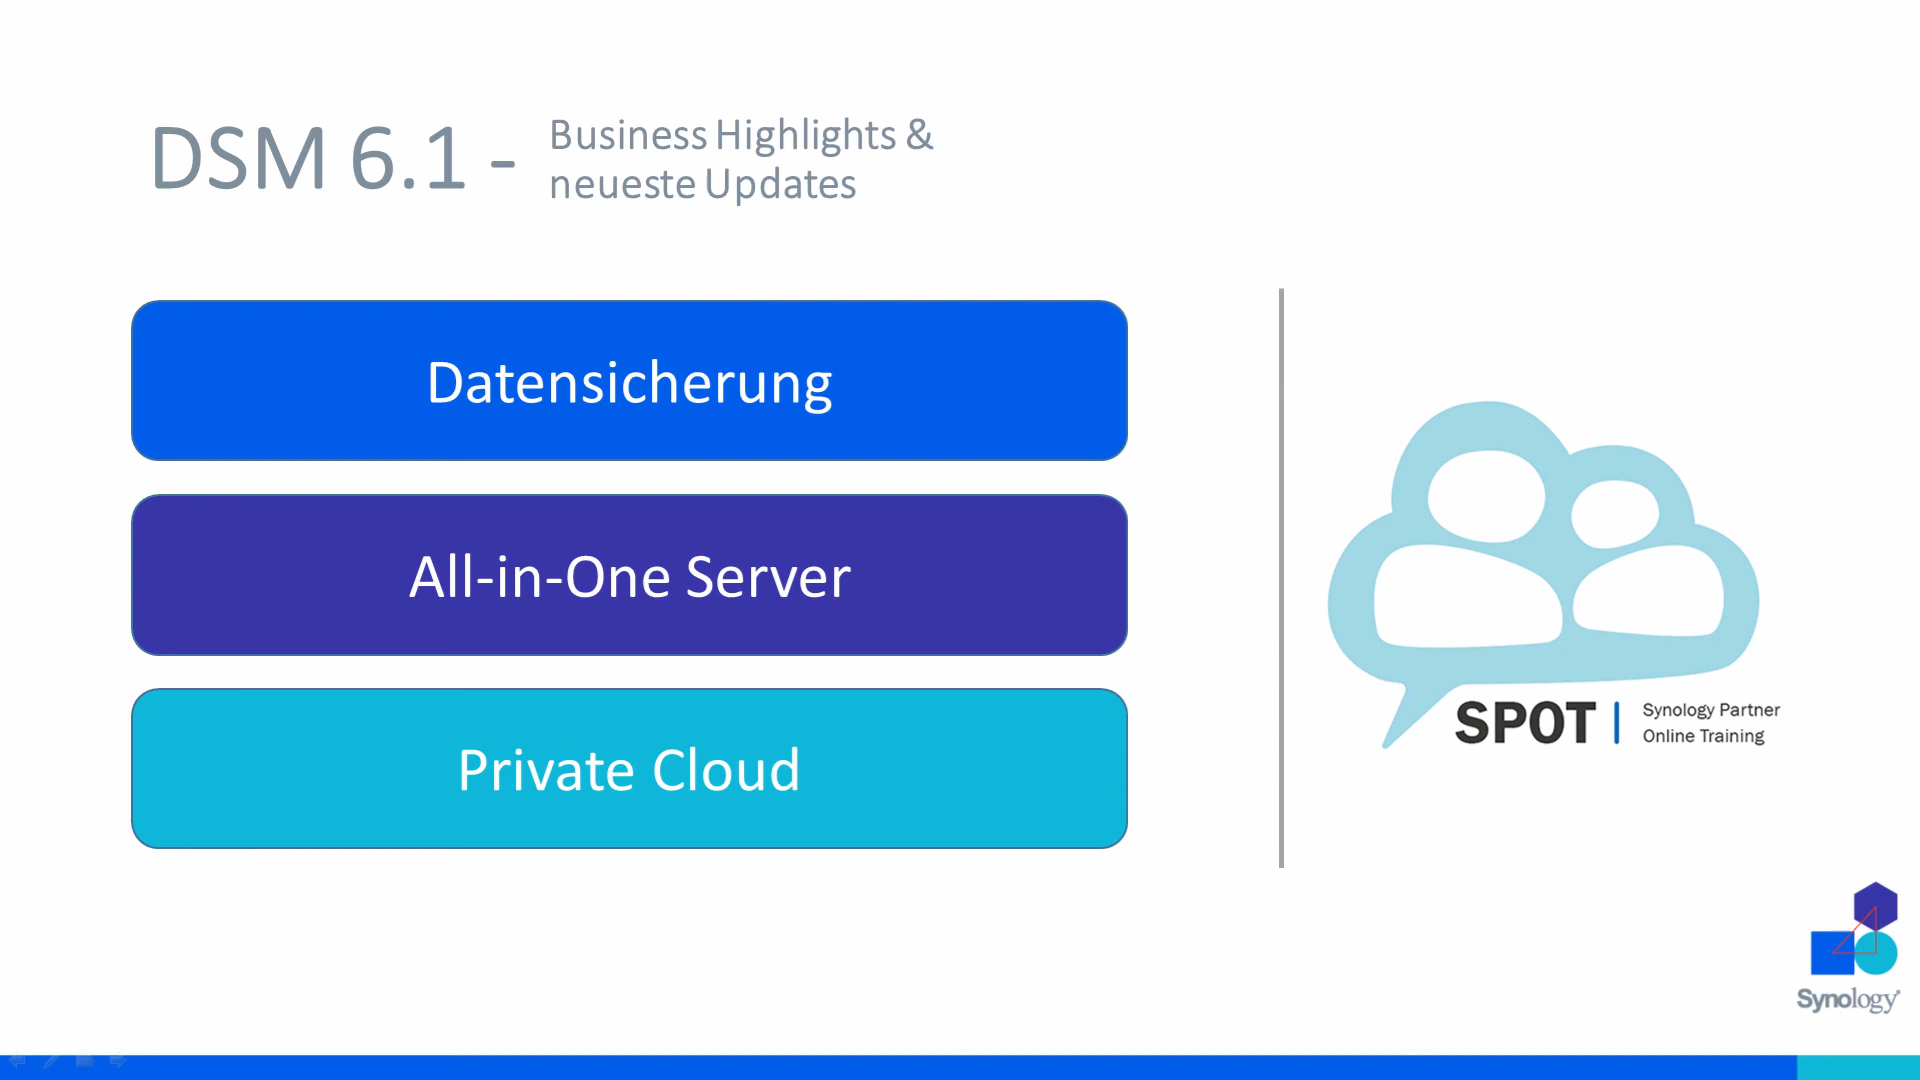 DSM 6.1 -
Business Highlights &
neueste Updates
Datensicherung
All-in-One Server
Private Cloud
SPOT
Synology Partner
Online Training
Synology